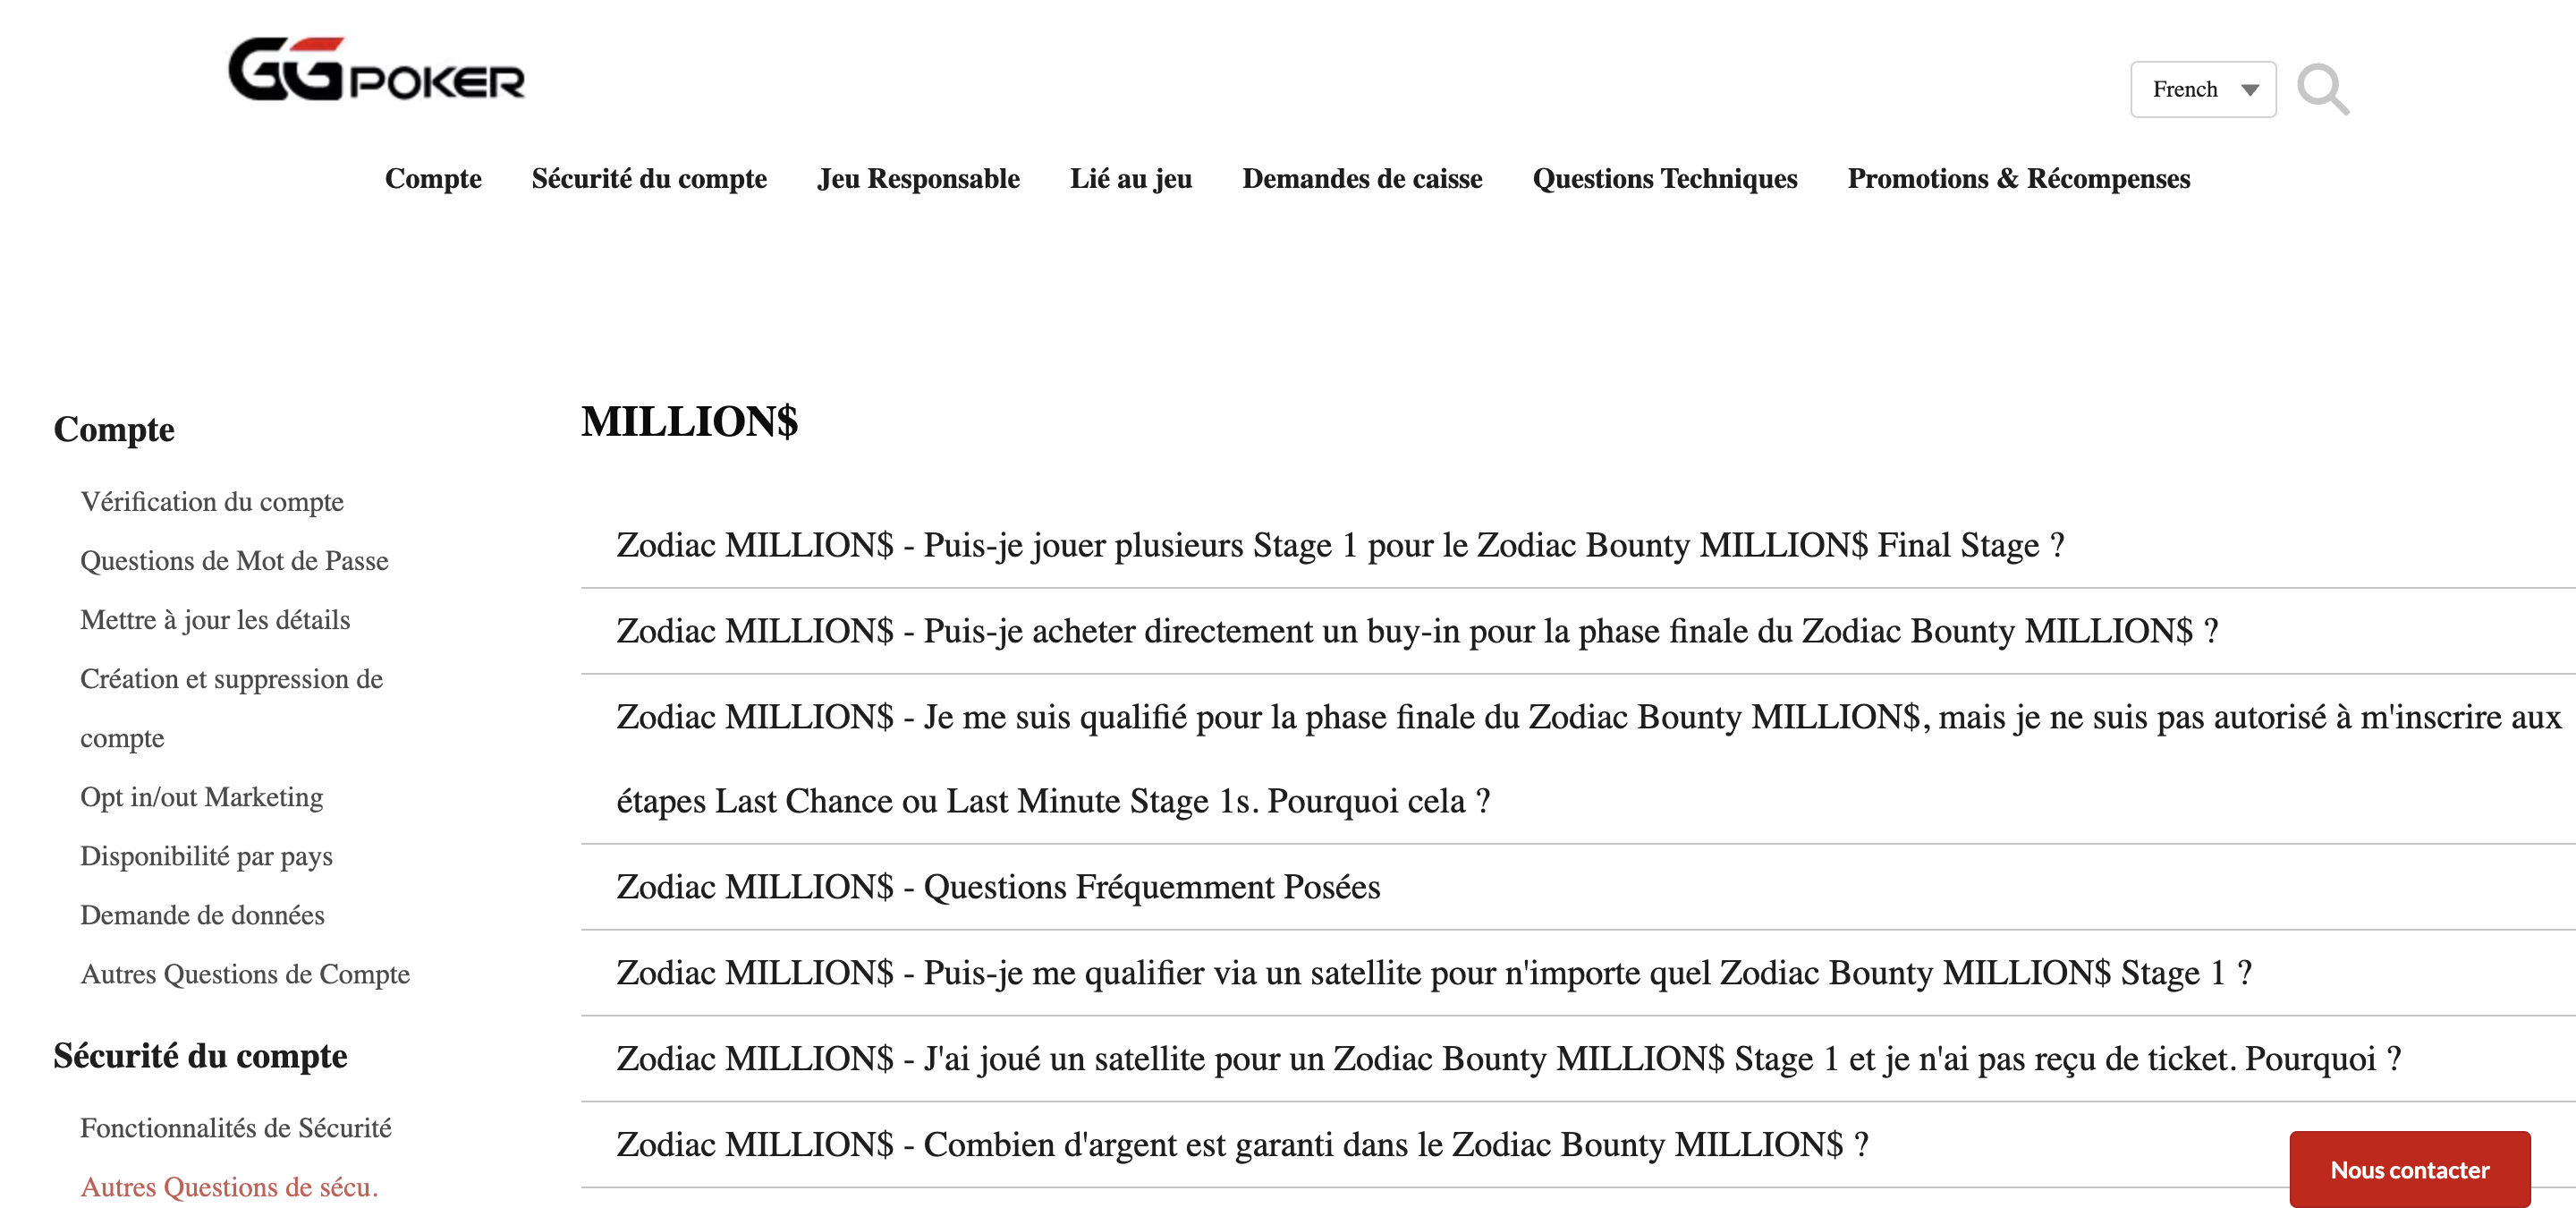 GGPOKER
French
Compte Sécurité du compte Jeu Responsable Lié au jeu Demandes de caisse Questions Techniques Promotions & Récompenses
Compte
Vérification du compte
Questions de Mot de Passe
Mettre à jour les détails
Création et suppression de
compte
Opt in/out Marketing
Disponibilité par pays
Demande de données
Autres Questions de Compte
Sécurité du compte
Fonctionnalités de Sécurité
Autres Questions de sécu.
MILLION$
Zodiac MILLION$ - Puis-je jouer plusieurs Stage 1 pour le Zodiac Bounty MILLION$ Final Stage ?
Zodiac MILLION$ - Puis-je acheter directement un buy-in pour la phase finale du Zodiac Bounty MILLION$ ?
Zodiac MILLION$ - Je me suis qualifié pour la phase finale du Zodiac Bounty MILLION$, mais je ne suis pas autorisé à m'inscrire aux
étapes Last Chance ou Last Minute Stage 1s. Pourquoi cela ?
Zodiac MILLION$ - Questions Fréquemment Posées
Zodiac MILLION$ - Puis-je me qualifier via un satellite pour n'importe quel Zodiac Bounty MILLION$ Stage 1 ?
Zodiac MILLION$ - J'ai joué un satellite pour un Zodiac Bounty MILLION$ Stage 1 et je n'ai pas reçu de ticket. Pourquoi ?
Zodiac MILLION$ - Combien d'argent est garanti dans le Zodiac Bounty MILLION$ ?
Nous contacter